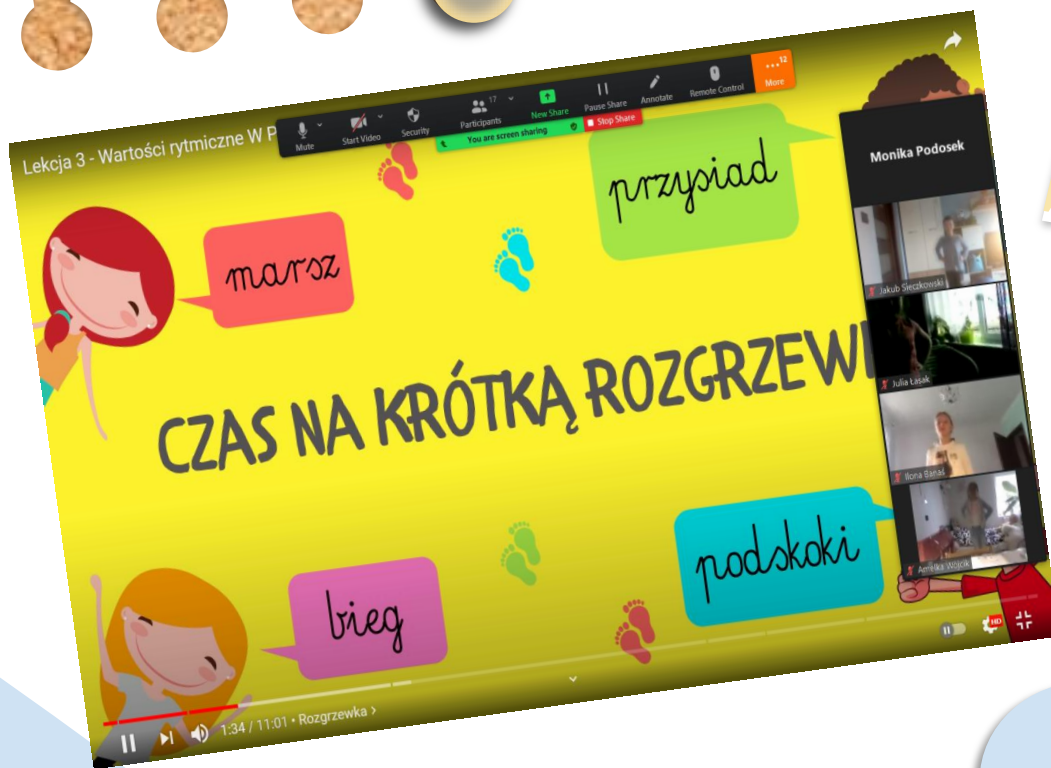 Lekcja 3 - Wartości rytmiczne W P
Mute
Start Video
Security
Participants
17
New Share
Pause Share
Annotate
Remote Control
More
12
You are screen sharing
Stop Share
Monika Podosek
Jakub Sieczkowski
Julia Łasak
Ilona Banaś
Amelka Wójcik
marsz
przysiad
CZAS NA KRÓTKĄ ROZGRZEW
bieg
podskoki
HD
1:34 / 11:01 • Rozgrzewka >